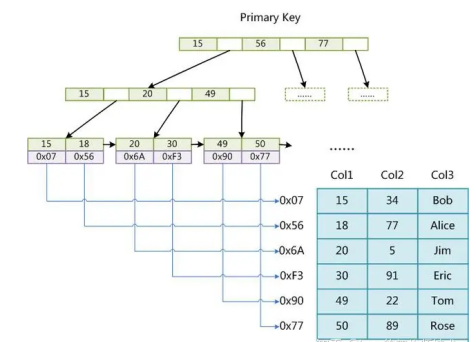 Primary Key
15 56 77
15 20 49
...... ......
15 18 20 30 49 50
0x07 0x56 0x6A 0xF3 0x90 0x77
......
Col1 Col2 Col3
0x07 15 34 Bob
0x56 18 77 Alice
0x6A 20 5 Jim
0xF3 30 91 Eric
0x90 49 22 Tom
0x77 50 89 Rose